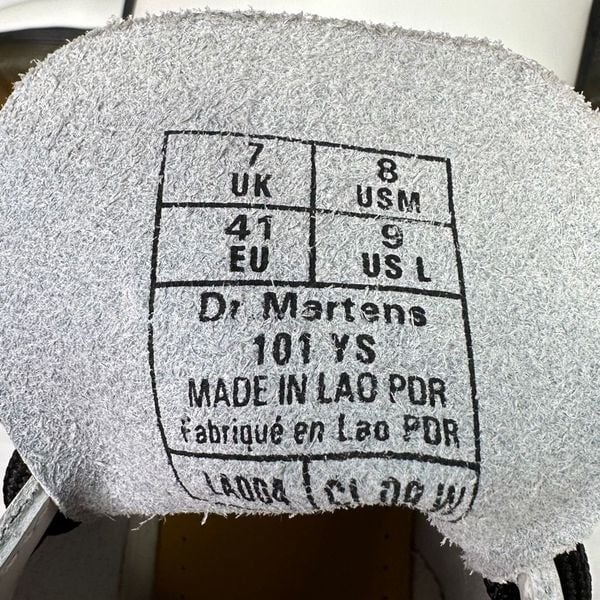 7 8
UK USM
41 9
EU US L
Dr. Martens
101 YS
MADE IN LAO PDR
Fabriqué en Lao PDR
LA004